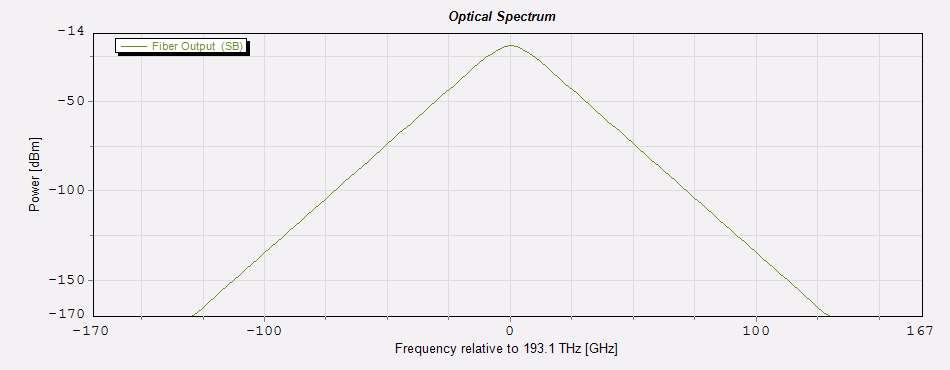 Optical Spectrum
-14
Fiber Output (SB)
-50
-100
-150
-170
Power [dBm]
-170 -100 0 100 167
Frequency relative to 193.1 THz [GHz]